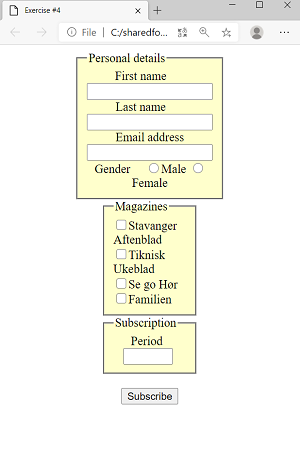 Exercise #4
File C:/sharedfo...
Personal details
First name
Last name
Email address
Gender Male
Female
Magazines
Stavanger
Aftenblad
Tiknisk
Ukeblad
Se go Hør
Familien
Subscription
Period
Subscribe